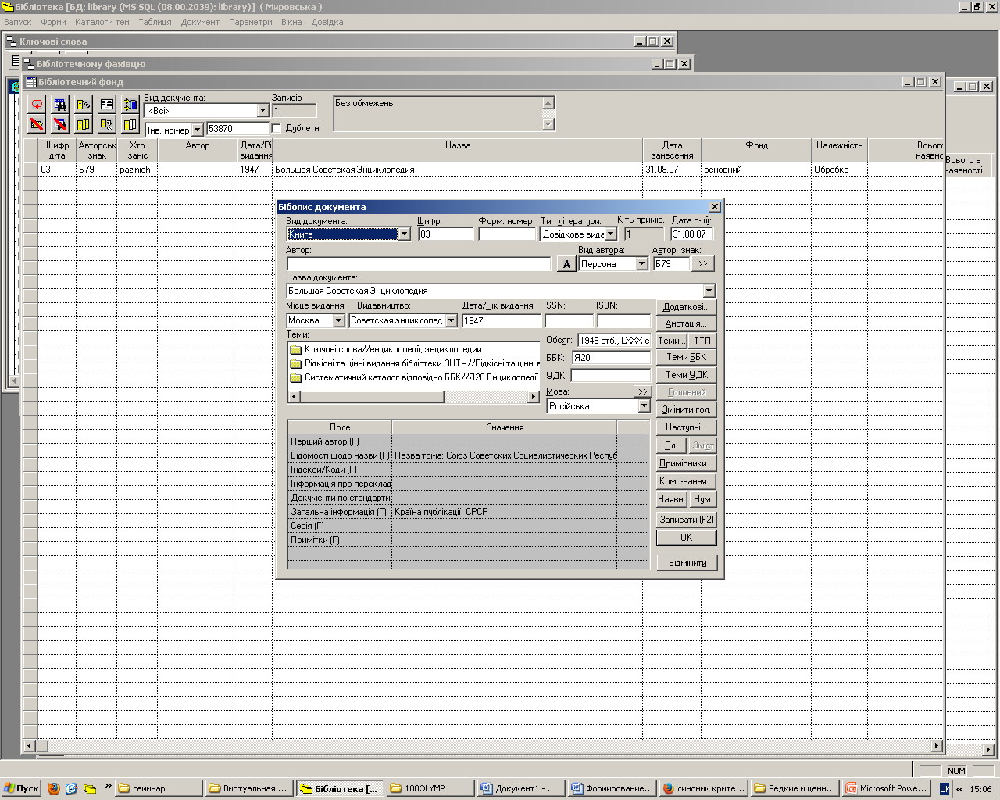 Бібліотека [БД: library (MS SQL (08.00.2039): library)] ( Мировська )
Запуск Форми Каталоги тем Таблиця Документ Параметри Вікна Довідка
Ключові слова
Бібліотечному фахівцю
Бібліотечний фонд
Вид документа: Записів
<Всі> 1 Без обмежень
Інв. номер 53870 Дублетні
Шифр д-та Авторськ знак Хто заніс Автор Дата/Рі видання Назва Дата занесення Фонд Належність Всього наявно
Всього в наявності
03 Б79 pazinich 1947 Большая Советская Энциклопедия 31.08.07 основний Обробка
Бібопис документа
Вид документа: Шифр: Форм. номер Тип літератури: К-ть примір.: Дата р-ції:
Книга 03 Довідкове вида 1 31.08.07
Автор: Вид автора: Автор. знак:
А Персона Б79 >>
Назва документа:
Большая Советская Энциклопедия
Місце видання: Видавництво: Дата/Рік видання: ISSN: ISBN: Додаткові...
Москва Советская энциклопед 1947 Анотація...
Теми: Обсяг: 1946 стб., LXXX с Теми... ТТП
Ключові слова//енциклопедії, энциклопедии
ББК: Я20 Теми ББК
Рідкісні та цінні видання бібліотеки ЗНТУ//Рідкісні та цінні в
УДК: Теми УДК
Систематичний каталог відповідно ББК//Я20 Енциклопедії
Мова: >> Головний
Російська Змінити гол.
Поле Значення Наступні...
Перший автор (Г) Ел. Зміст
Відомості щодо назви (Г) Назва тома: Союз Советских Социалистических Респуб
Індекси/Коди (Г) Примірники...
Інформація про переклад Комп-вання...
Документи по стандарти Наявн. Нум.
Загальна інформація (Г) Країна публікації: СРСР Записати (F2)
Серія (Г)
Примітки (Г) OK
Відмінити
NUM
Пуск » семинар Виртуальная ... Бібліотека [... 100OLYMP Документ1 - ... Формирование... синоним крите... Редкие и ценн... Microsoft Powe... UK « 15:06